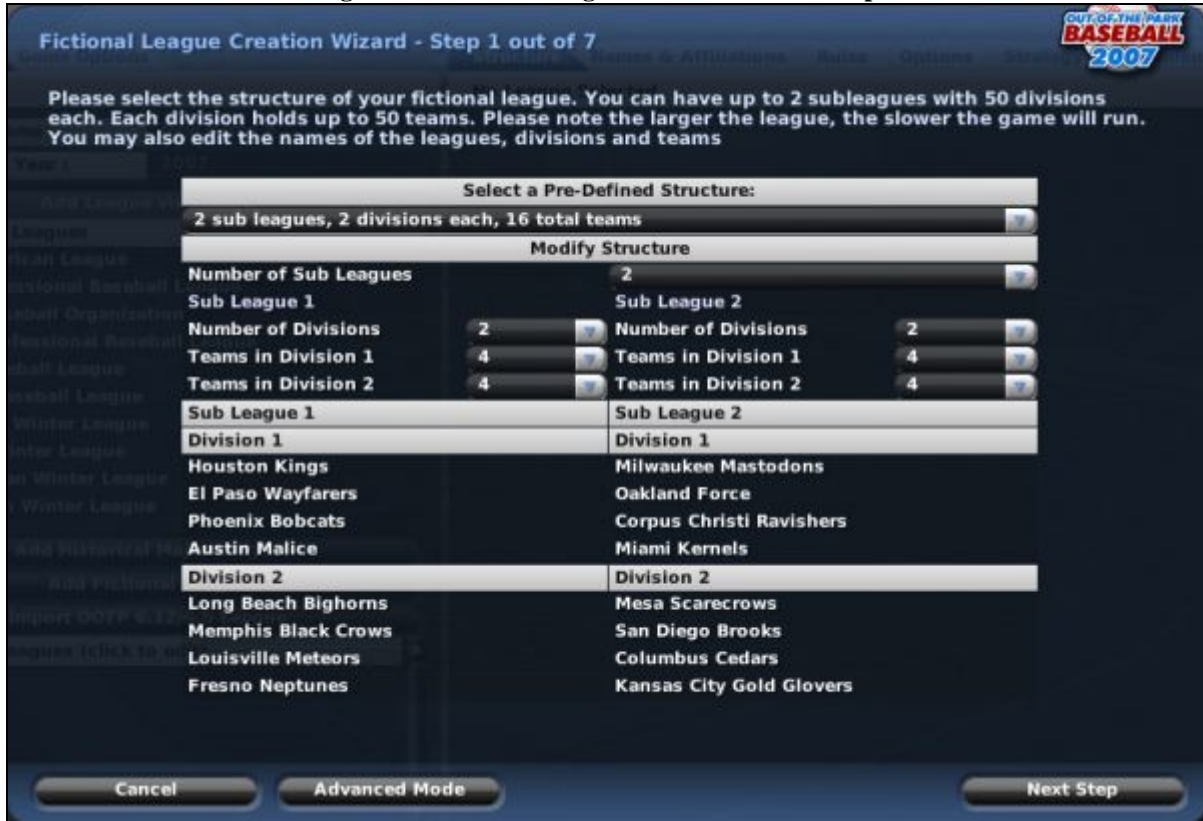 Fictional League Creation Wizard - Step 1 out of 7
OUT OF THE PARK
BASEBALL
2007
Please select the structure of your fictional league. You can have up to 2 subleagues with 50 divisions
each. Each division holds up to 50 teams. Please note the larger the league, the slower the game will run.
You may also edit the names of the leagues, divisions and teams
Select a Pre-Defined Structure:
2 sub leagues, 2 divisions each, 16 total teams
Modify Structure
Number of Sub Leagues 2
Sub League 1 Sub League 2
Number of Divisions 2 Number of Divisions 2
Teams in Division 1 4 Teams in Division 1 4
Teams in Division 2 4 Teams in Division 2 4
Sub League 1 Sub League 2
Division 1 Division 1
Houston Kings Milwaukee Mastodons
El Paso Wayfarers Oakland Force
Phoenix Bobcats Corpus Christi Ravishers
Austin Malice Miami Kernels
Division 2 Division 2
Long Beach Bighorns Mesa Scarecrows
Memphis Black Crows San Diego Brooks
Louisville Meteors Columbus Cedars
Fresno Neptunes Kansas City Gold Glovers
Cancel Advanced Mode Next Step